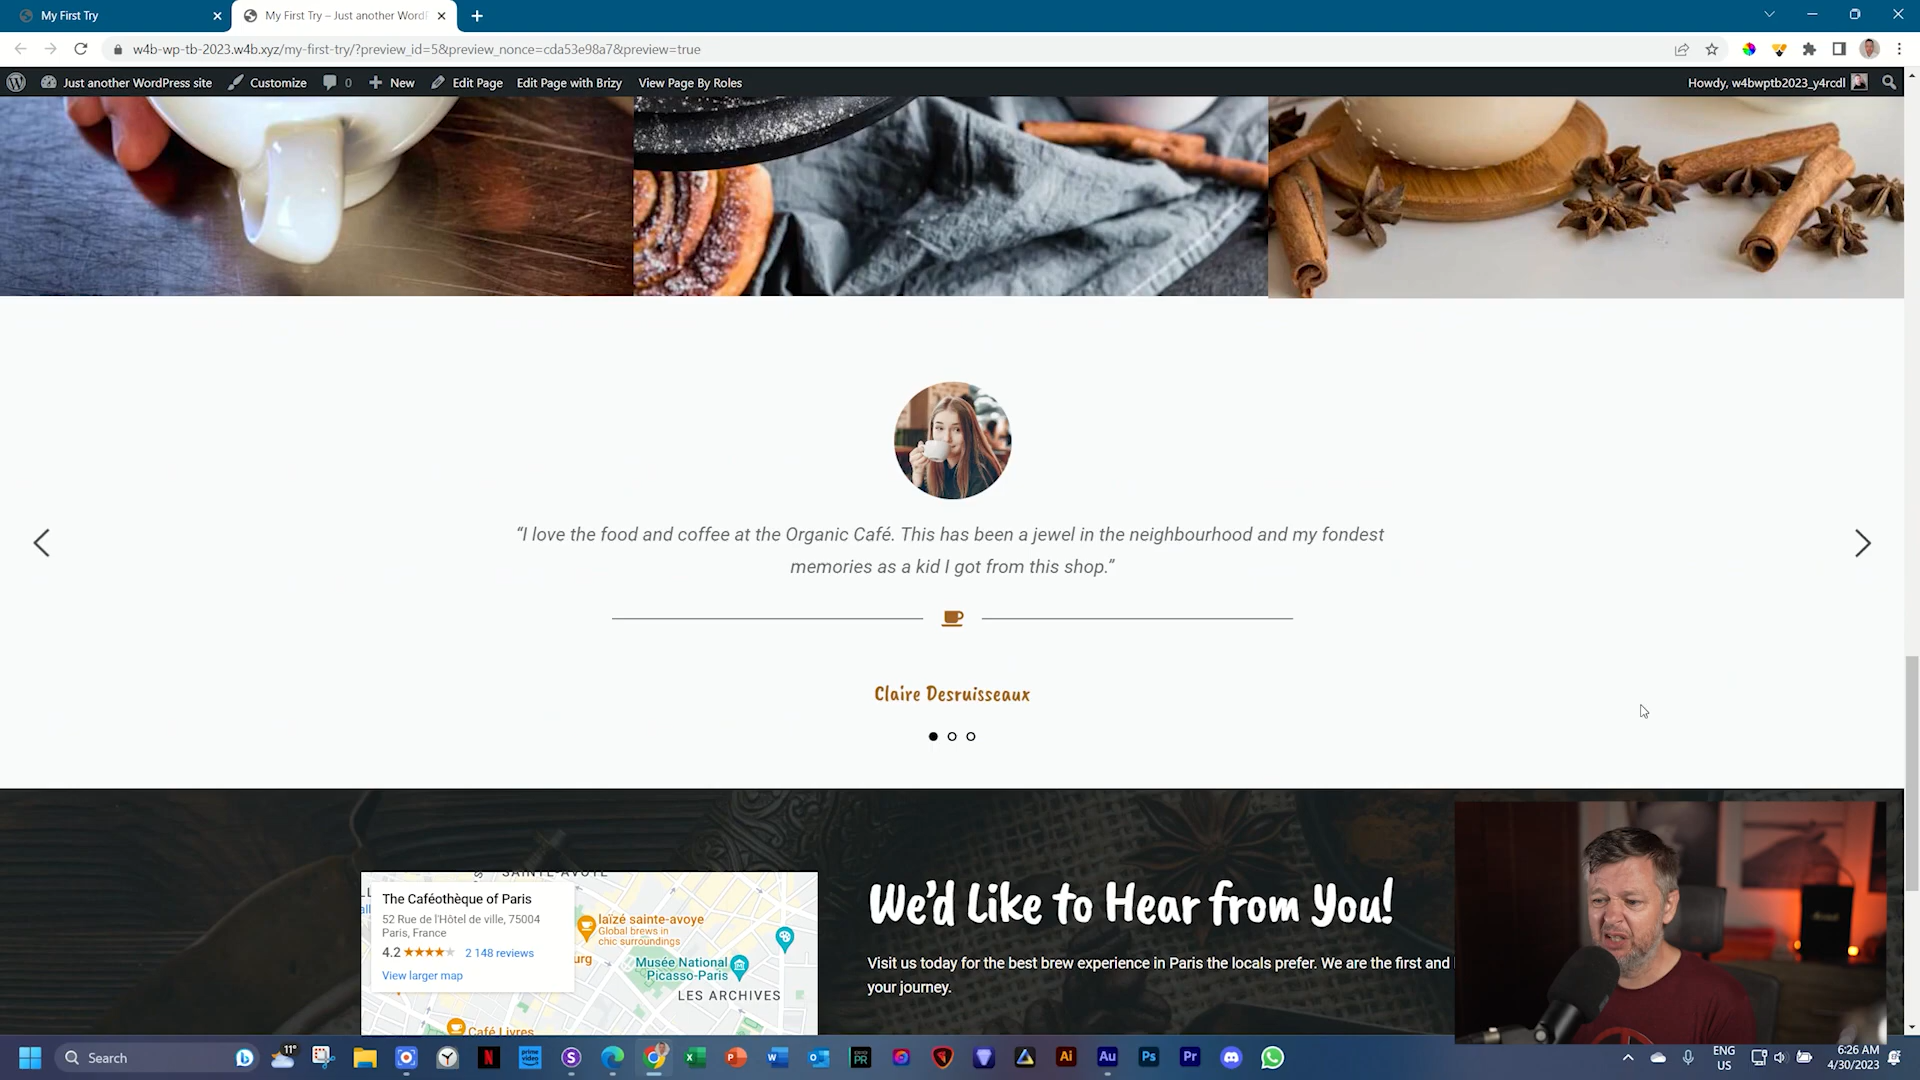 My First Try
My First Try – Just another WordP
w4b-wp-tb-2023.w4b.xyz/my-first-try/?preview_id=5&preview_nonce=cda53e98a7&preview=true
Just another WordPress site
Customize
0
New
Edit Page
Edit Page with Brizy
View Page By Roles
Howdy, w4bwptb2023_y4rcdl
“I love the food and coffee at the Organic Café. This has been a jewel in the neighbourhood and my fondest
memories as a kid I got from this shop.”
Claire Desruisseaux
SAINTE-AVOYE
The Caféothèque of Paris
52 Rue de l'Hôtel de ville, 75004
Paris, France
4.2
2 148 reviews
View larger map
laïzé sainte-avoye
Global brews in
chic surroundings
urg
Musée National
Picasso-Paris
LES ARCHIVES
Café Livres
We’d Like to Hear from You!
Visit us today for the best brew experience in Paris the locals prefer. We are the first and
your journey.
Search
11°
ENG
US
6:26 AM
4/30/2023